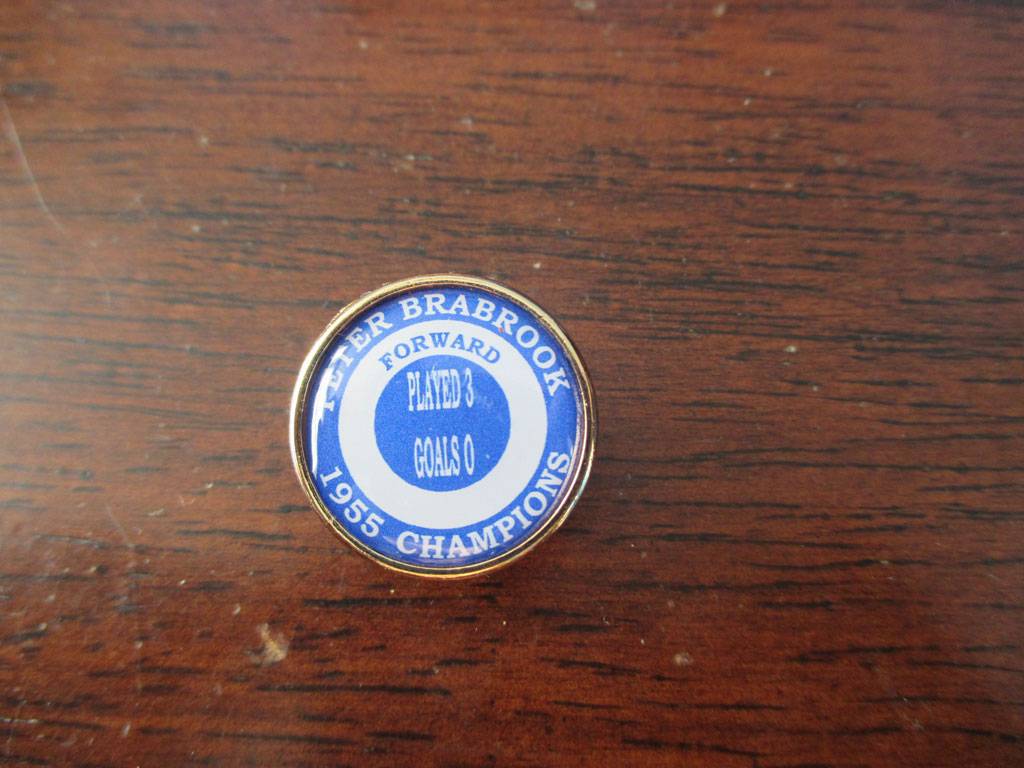 PETER BRABROOK
FORWARD
PLAYED 3
GOALS 0
1955 CHAMPIONS